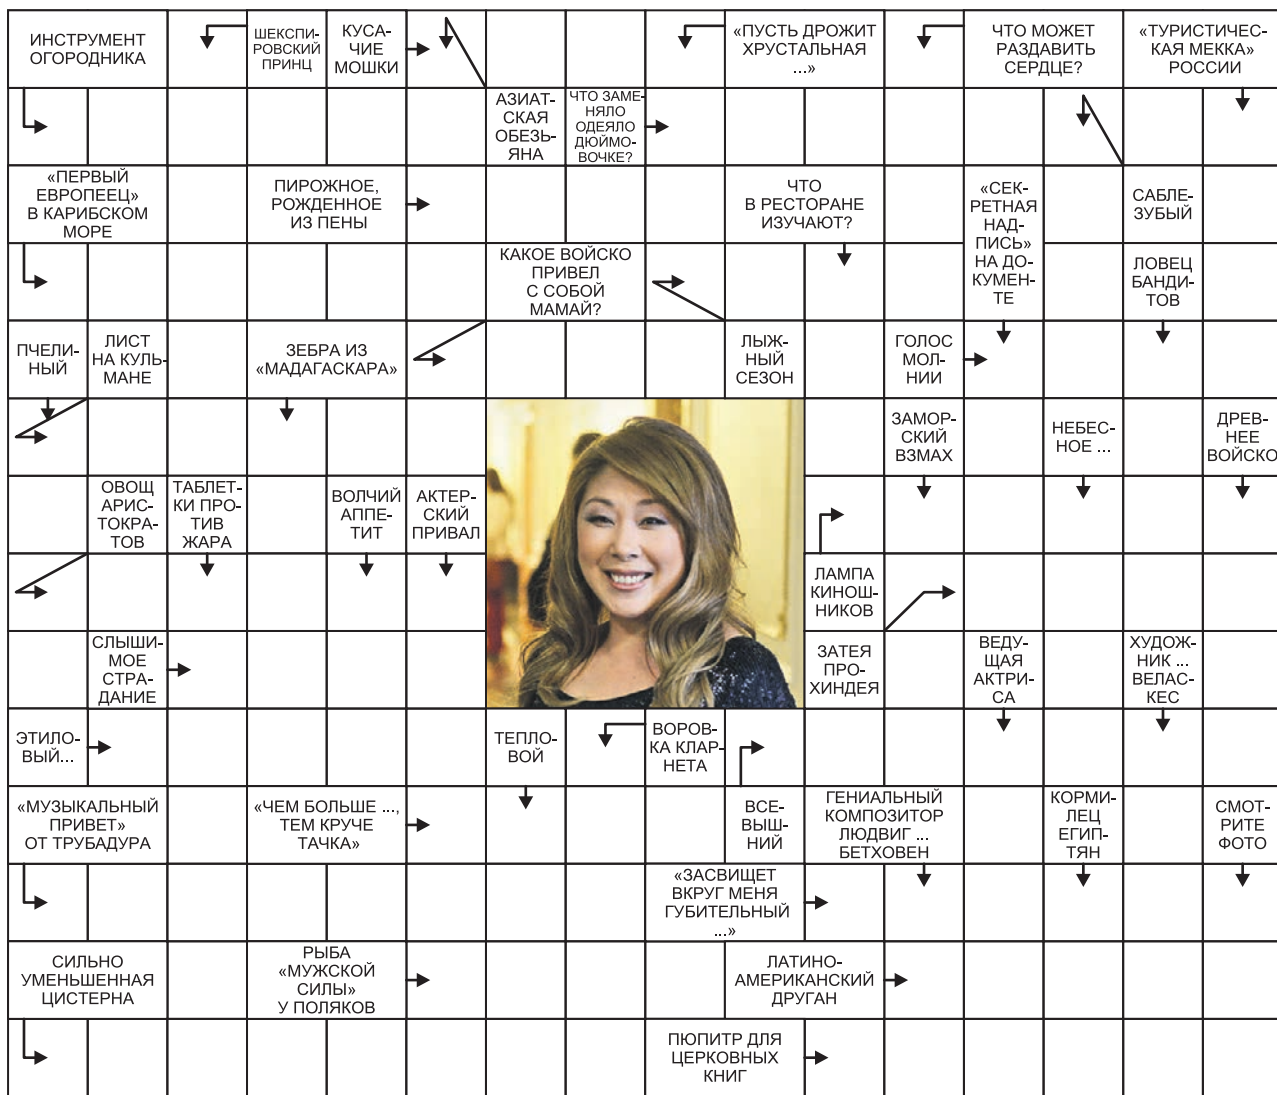 ИНСТРУМЕНТ
ОГОРОДНИКА
ШЕКСПИ-
РОВСКИЙ
ПРИНЦ
КУСА-
ЧИЕ
МОШКИ
«ПУСТЬ ДРОЖИТ
ХРУСТАЛЬНАЯ
...»
ЧТО МОЖЕТ
РАЗДАВИТЬ
СЕРДЦЕ?
«ТУРИСТИЧЕС-
КАЯ МЕККА»
РОССИИ
АЗИАТ-
СКАЯ
ОБЕЗЬ-
ЯНА
ЧТО ЗАМЕ-
НЯЛО
ОДЕЯЛО
ДЮЙМО-
ВОЧКЕ?
«ПЕРВЫЙ
ЕВРОПЕЕЦ»
В КАРИБСКОМ
МОРЕ
ПИРОЖНОЕ,
РОЖДЕННОЕ
ИЗ ПЕНЫ
ЧТО
В РЕСТОРАНЕ
ИЗУЧАЮТ?
«СЕК-
РЕТНАЯ
НАД-
ПИСЬ»
НА ДО-
КУМЕН-
ТЕ
САБЛЕ-
ЗУБЫЙ
КАКОЕ ВОЙСКО
ПРИВЕЛ
С СОБОЙ
МАМАЙ?
ЛОВЕЦ
БАНДИ-
ТОВ
ПЧЕЛИ-
НЫЙ
ЛИСТ
НА КУЛЬ-
МАНЕ
ЗЕБРА ИЗ
«МАДАГАСКАРА»
ЛЫЖ-
НЫЙ
СЕЗОН
ГОЛОС
МОЛ-
НИИ
ЗАМОР-
СКИЙ
ВЗМАХ
НЕБЕС-
НОЕ ...
ДРЕВ-
НЕЕ
ВОЙСКО
ОВОЩ
АРИС-
ТОКРА-
ТОВ
ТАБЛЕТ-
КИ ПРО-
ТИВ
ЖАРА
ВОЛЧИЙ
АППЕ-
ТИТ
АКТЕР-
СКИЙ
ПРИВАЛ
ЛАМПА
КИНОШ-
НИКОВ
СЛЫШИ-
МОЕ
СТРА-
ДАНИЕ
ЗАТЕЯ
ПРО-
ХИНДЕЯ
ВЕДУ-
ЩАЯ
АКТРИ-
СА
ХУДОЖ-
НИК ...
ВЕЛАС-
КЕС
ЭТИЛО-
ВЫЙ...
ТЕПЛО-
ВОЙ
ВОРОВ-
КА КЛАР-
НЕТА
«МУЗЫКАЛЬНЫЙ
ПРИВЕТ»
ОТ ТРУБАДУРА
«ЧЕМ БОЛЬШЕ ...,
ТЕМ КРУЧЕ
ТАЧКА»
ВСЕ-
ВЫШ-
НИЙ
ГЕНИАЛЬНЫЙ
КОМПОЗИТОР
ЛЮДВИГ ...
БЕТХОВЕН
КОРМИ-
ЛЕЦ
ЕГИП-
ТЯН
СМОТ-
РИТЕ
ФОТО
«ЗАСВИЩЕТ
ВКРУГ МЕНЯ
ГУБИТЕЛЬНЫЙ
...»
СИЛЬНО
УМЕНЬШЕННАЯ
ЦИСТЕРНА
РЫБА
«МУЖСКОЙ
СИЛЫ»
У ПОЛЯКОВ
ЛАТИНО-
АМЕРИКАНСКИЙ
ДРУГАН
ПЮПИТР ДЛЯ
ЦЕРКОВНЫХ
КНИГ